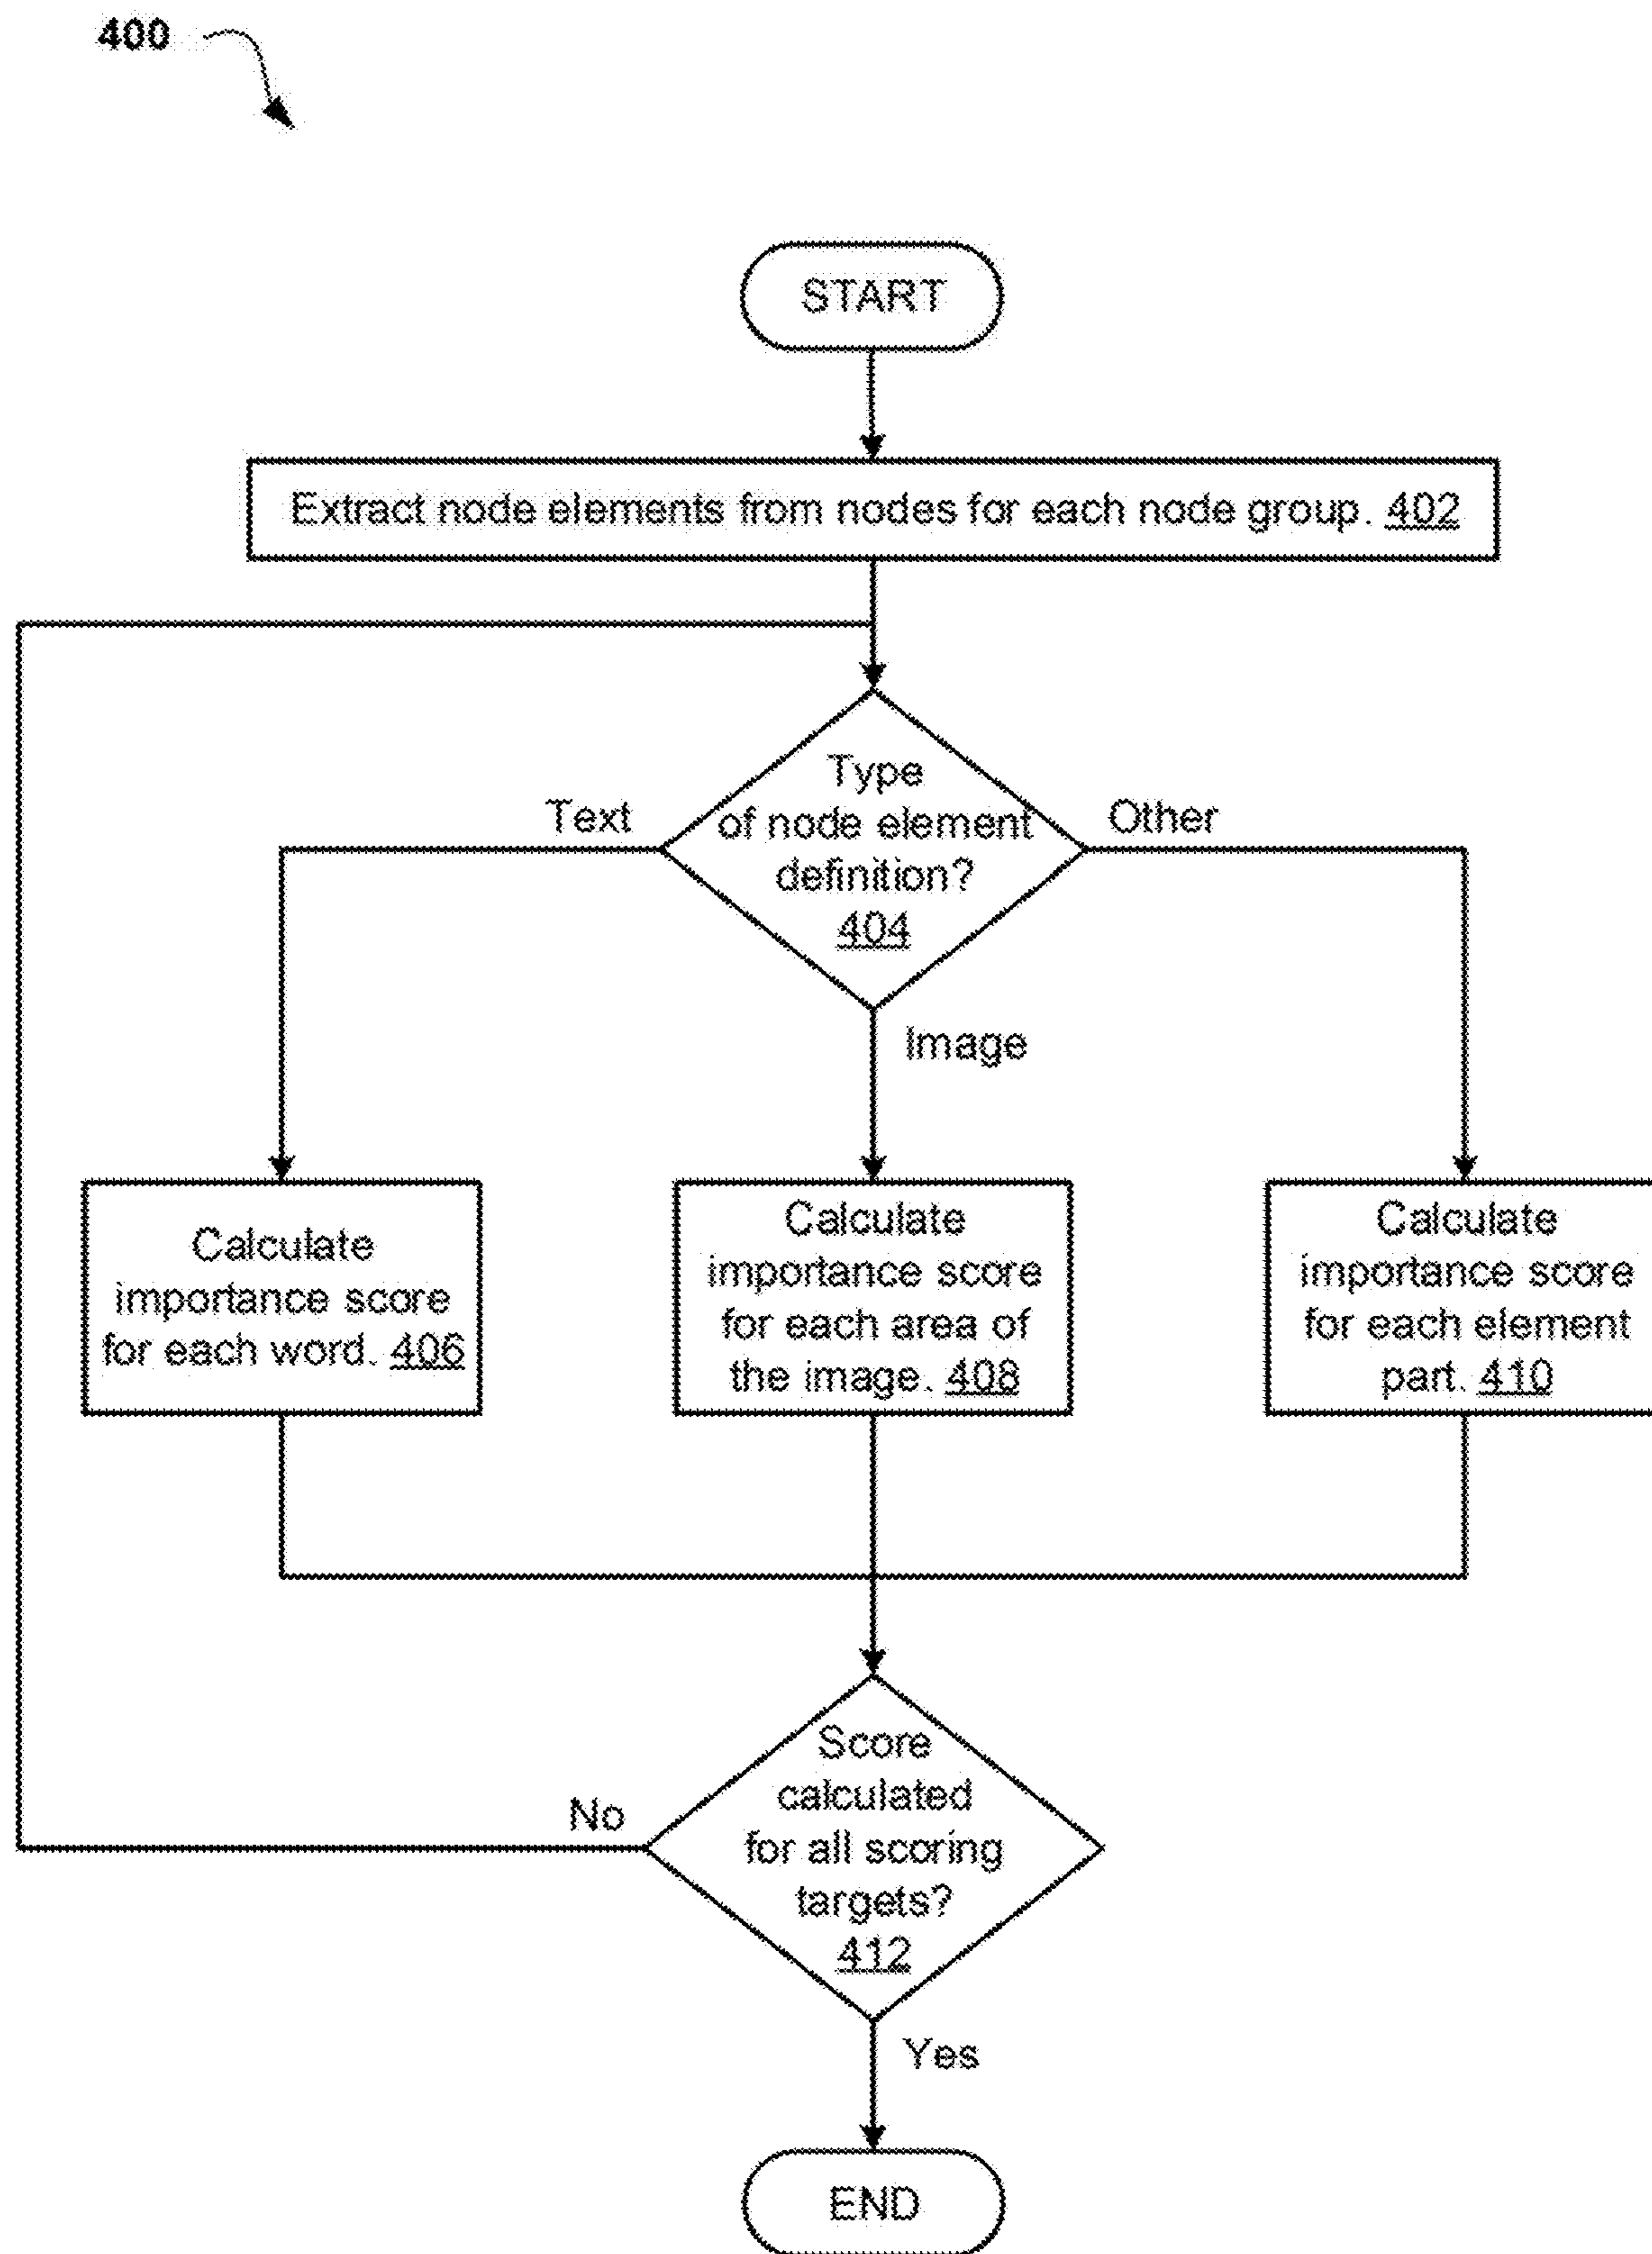 400
START
Extract node elements from nodes for each node group. 402
Type
of node element
definition?
404
Text
Other
Image
Calculate
importance score
for each word. 406
Calculate
importance score
for each area of
the image. 408
Calculate
importance score
for each element
part. 410
Score
calculated
for all scoring
targets?
412
No
Yes
END